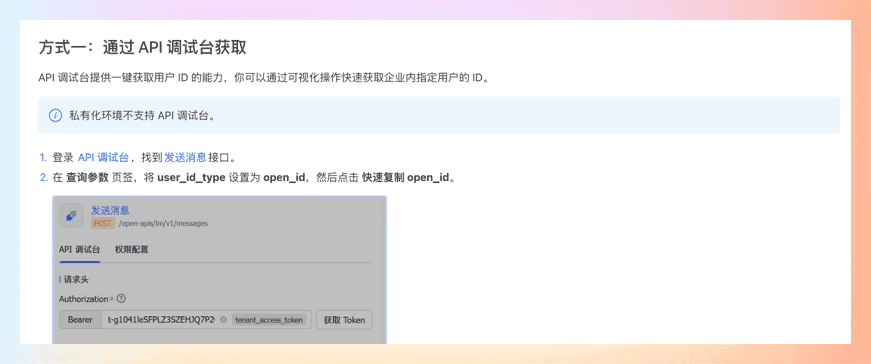 方式一：通过 API 调试台获取
API 调试台提供一键获取用户 ID 的能力，你可以通过可视化操作快速获取企业内指定用户的 ID。
私有化环境不支持 API 调试台。
1. 登录 API 调试台，找到发送消息接口。
2. 在 查询参数 页签，将 user_id_type 设置为 open_id，然后点击 快速复制 open_id。
发送消息
POST /open-apis/im/v1/messages
API 调试台 权限配置
请求头
Authorization*
Bearer t-g1041leSFPLZ3SZEHJQ7P2 tenant_access_token 获取 Token